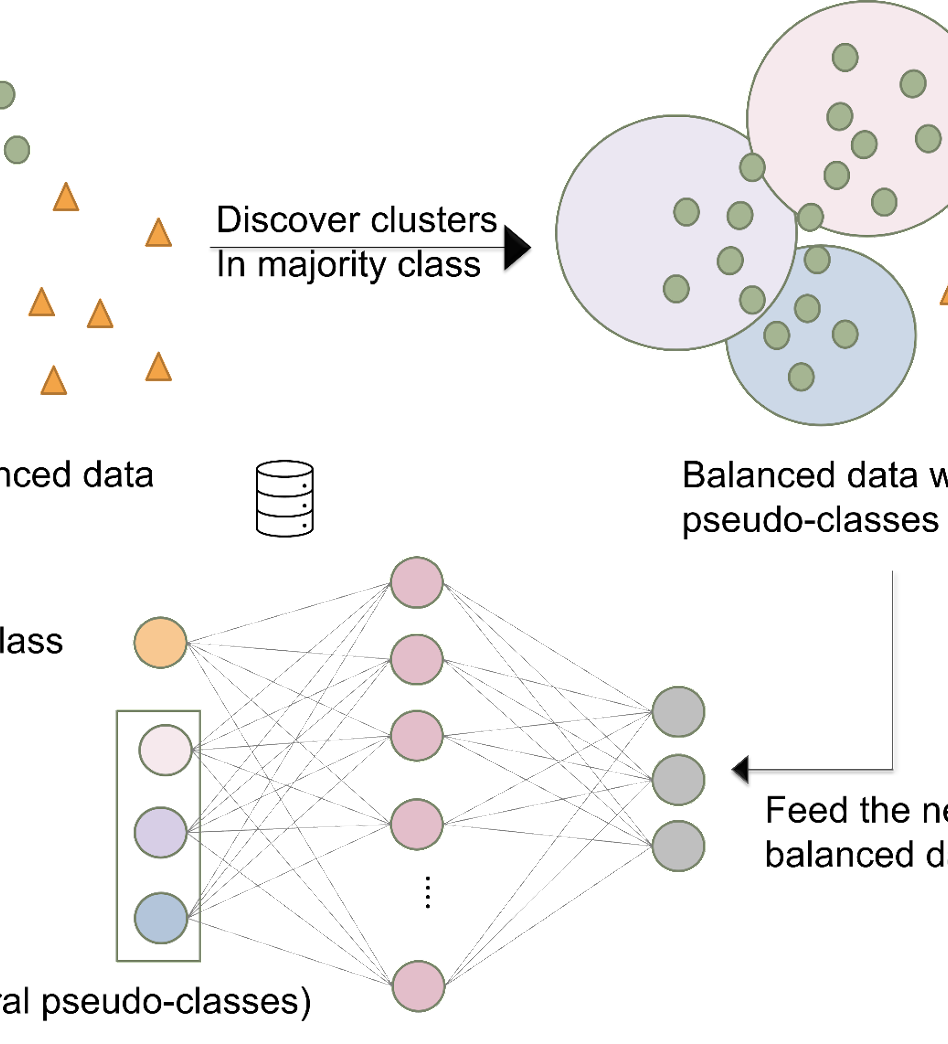 Discover clusters
In majority class
nced data
Balanced data w
pseudo-classes
lass
Feed the ne
balanced da
ral pseudo-classes)